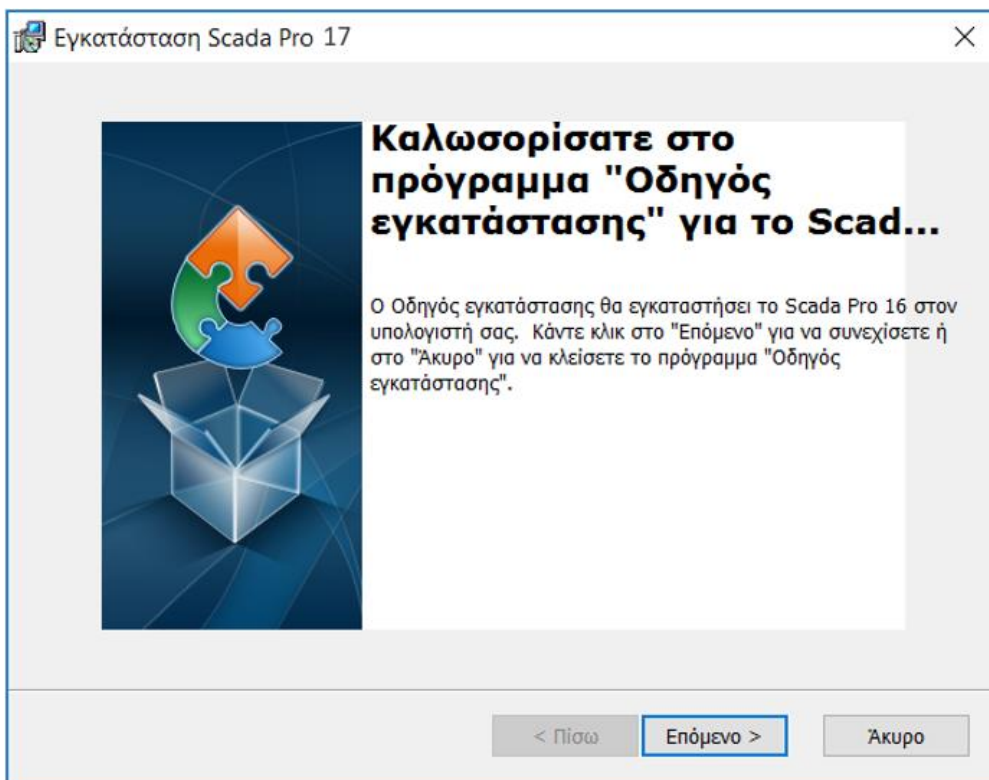 Εγκατάσταση Scada Pro 17
Καλωσορίσατε στο
πρόγραμμα "Οδηγός
εγκατάστασης" για το Scad...
Ο Οδηγός εγκατάστασης θα εγκαταστήσει το Scada Pro 16 στον
υπολογιστή σας. Κάντε κλικ στο "Επόμενο" για να συνεχίσετε ή
στο "Άκυρο" για να κλείσετε το πρόγραμμα "Οδηγός
εγκατάστασης".
< Πίσω
Επόμενο >
Άκυρο